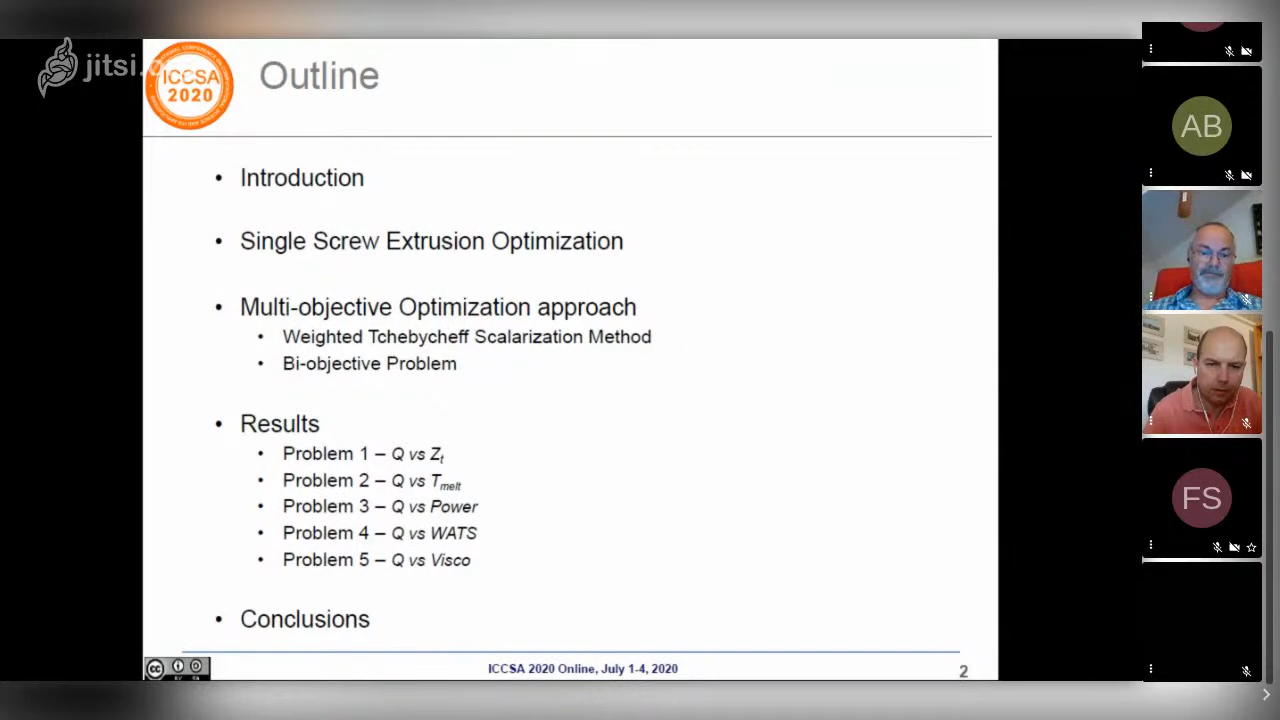 jitsi.o
ICCSA
2020
Outline
• Introduction
• Single Screw Extrusion Optimization
• Multi-objective Optimization approach
• Weighted Tchebycheff Scalarization Method
• Bi-objective Problem
• Results
• Problem 1 – Q vs Zt
• Problem 2 – Q vs Tmelt
• Problem 3 – Q vs Power
• Problem 4 – Q vs WATS
• Problem 5 – Q vs Visco
• Conclusions
cc
ICCSA 2020 Online, July 1-4, 2020
2
AB
FS